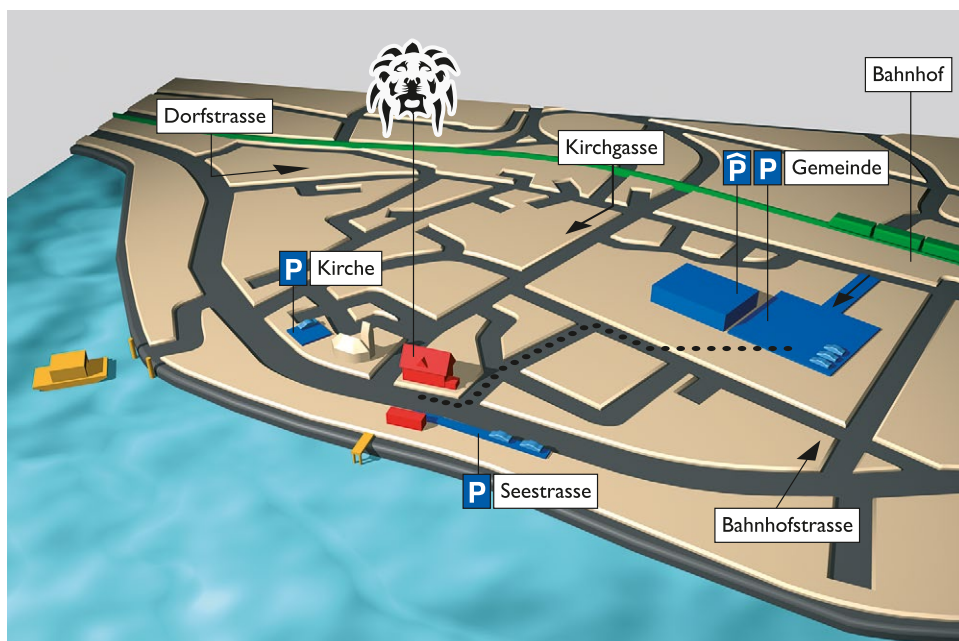 Bahnhof
Dorfstrasse
Kirchgasse
P P Gemeinde
P Kirche
P Seestrasse
Bahnhofstrasse